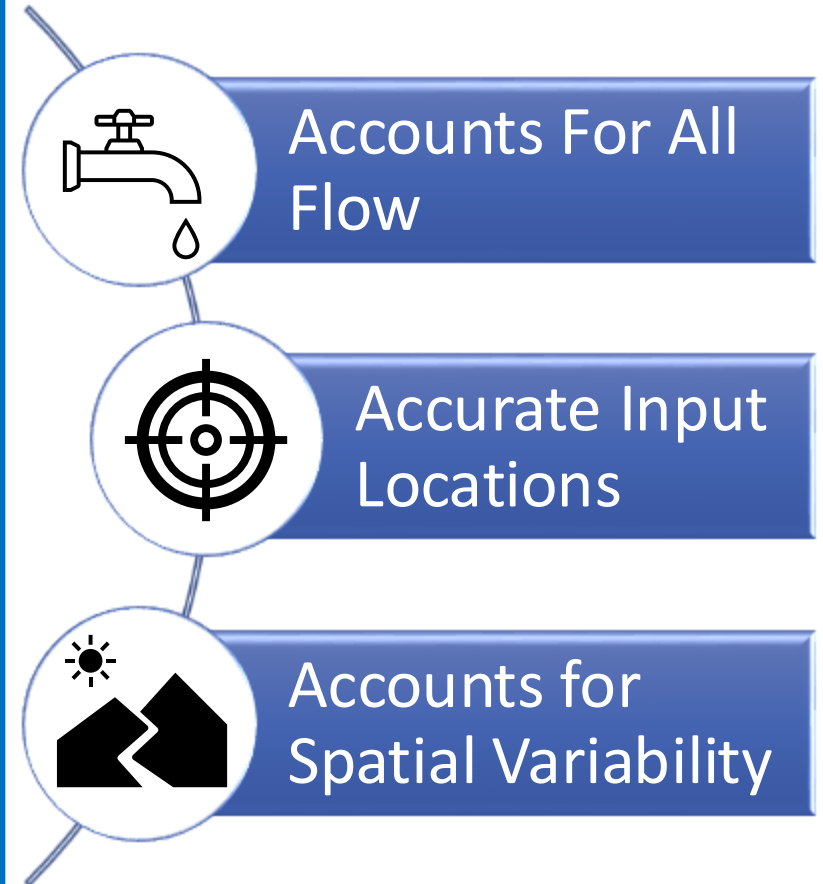 Accounts For All
Flow
Accurate Input
Locations
Accounts for
Spatial Variability